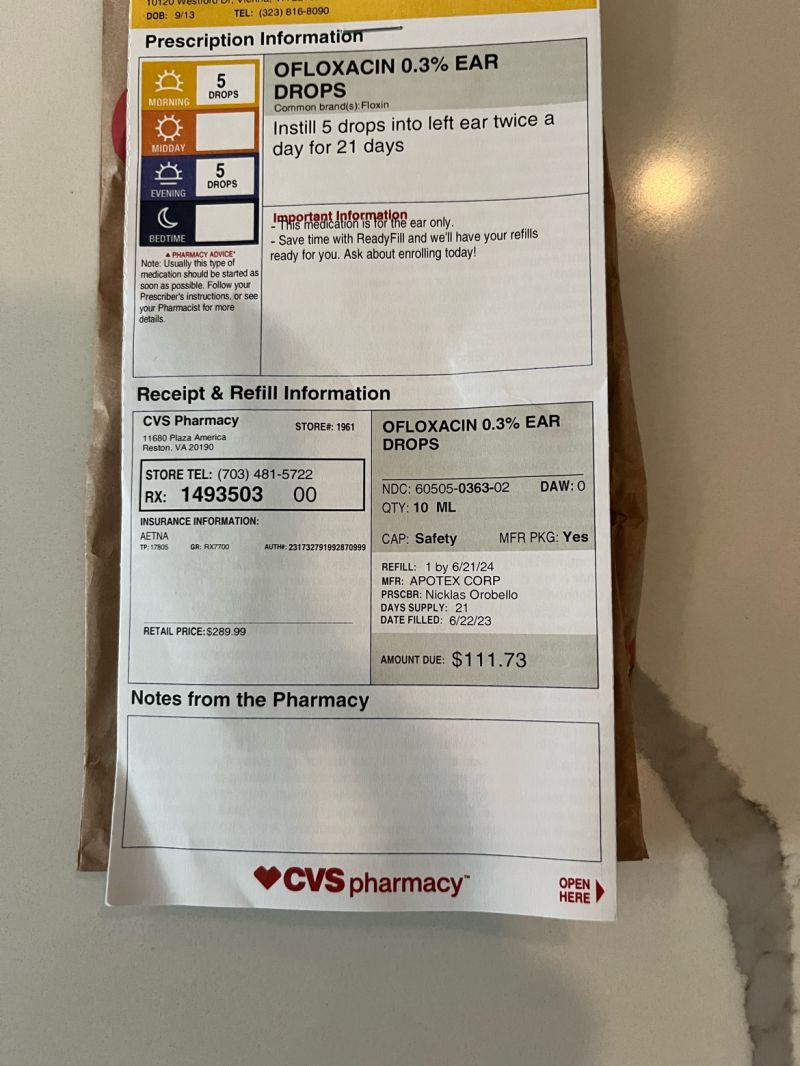 10120 Westford Dr, Vienna,
DOB: 9/13 TEL: (323) 816-8090
Prescription Information
MORNING
5
DROPS
MIDDAY
EVENING
5
DROPS
BEDTIME
▲ PHARMACY ADVICE*
Note: Usually this type of
medication should be started as
soon as possible. Follow your
Prescriber's instructions, or see
your Pharmacist for more
details.
OFLOXACIN 0.3% EAR
DROPS
Common brand(s): Floxin
Instill 5 drops into left ear twice a
day for 21 days
Important Information
- This medication is for the ear only.
- Save time with ReadyFill and we'll have your refills
ready for you. Ask about enrolling today!
Receipt & Refill Information
CVS Pharmacy STORE#: 1961
11680 Plaza America
Reston, VA 20190
STORE TEL: (703) 481-5722
RX: 1493503 00
INSURANCE INFORMATION:
AETNA
TP: 17805 GR: RX7700 AUTH#: 231732791992870999
RETAIL PRICE: $289.99
OFLOXACIN 0.3% EAR
DROPS
NDC: 60505-0363-02 DAW: 0
QTY: 10 ML
CAP: Safety MFR PKG: Yes
REFILL: 1 by 6/21/24
MFR: APOTEX CORP
PRSCBR: Nicklas Orobello
DAYS SUPPLY: 21
DATE FILLED: 6/22/23
AMOUNT DUE: $111.73
Notes from the Pharmacy
CVS pharmacy™
OPEN
HERE